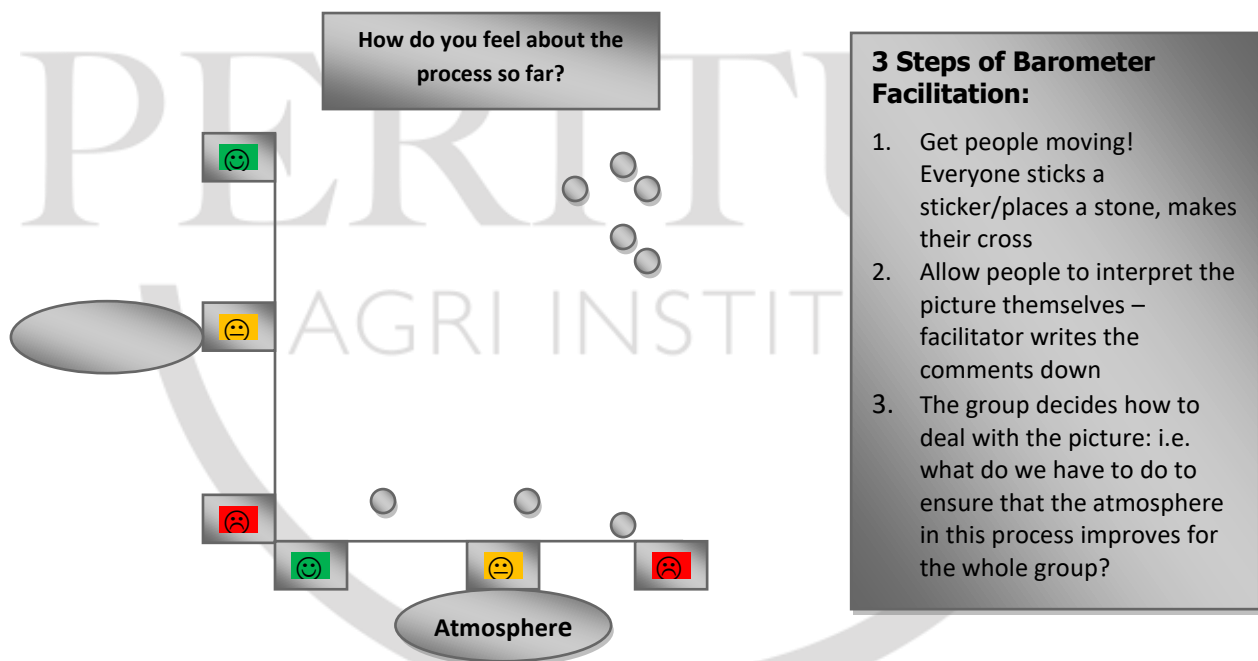 How do you feel about the
process so far?
3 Steps of Barometer
Facilitation:
1. Get people moving!
Everyone sticks a
sticker/places a stone, makes
their cross
2. Allow people to interpret the
picture themselves –
facilitator writes the
comments down
3. The group decides how to
deal with the picture: i.e.
what do we have to do to
ensure that the atmosphere
in this process improves for
the whole group?
Atmosphere
PERITU
AGRI INSTIT